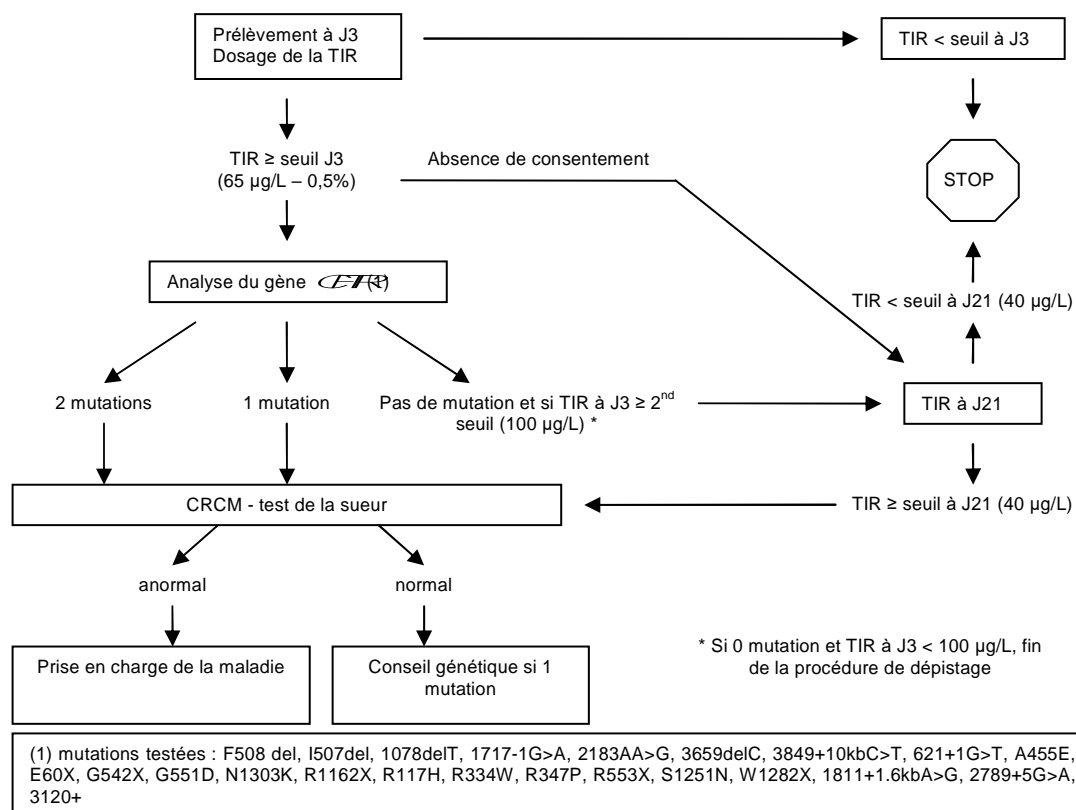 Prélèvement à J3
Dosage de la TIR
TIR < seuil à J3
TIR ≥ seuil J3
(65 µg/L – 0,5%)
Absence de consentement
STOP
Analyse du gène (1)
TIR < seuil à J21 (40 µg/L)
2 mutations
1 mutation
Pas de mutation et si TIR à J3 ≥ 2nd
seuil (100 µg/L) *
TIR à J21
CRCM - test de la sueur
TIR ≥ seuil à J21 (40 µg/L)
anormal
normal
Prise en charge de la maladie
Conseil génétique si 1
mutation
* Si 0 mutation et TIR à J3 < 100 µg/L, fin
de la procédure de dépistage
(1) mutations testées : F508 del, I507del, 1078delT, 1717-1G>A, 2183AA>G, 3659delC, 3849+10kbC>T, 621+1G>T, A455E,
E60X, G542X, G551D, N1303K, R1162X, R117H, R334W, R347P, R553X, S1251N, W1282X, 1811+1.6kbA>G, 2789+5G>A,
3120+